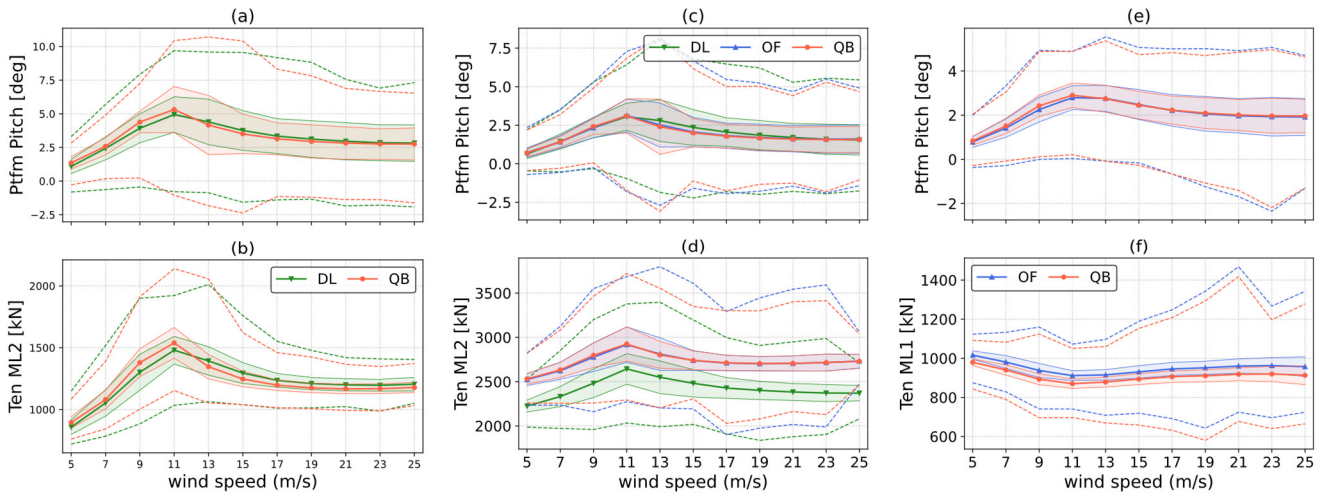 (a)
(c)
(e)
Ptfm Pitch [deg]
10.0
7.5
5.0
2.5
0.0
−2.5
Ptfm Pitch [deg]
7.5
5.0
2.5
0.0
−2.5
DL OF QB
Ptfm Pitch [deg]
4
2
0
−2
(b)
(d)
(f)
Ten ML2 [kN]
2000
1500
1000
DL QB
5 7 9 11 13 15 17 19 21 23 25
wind speed (m/s)
Ten ML2 [kN]
3500
3000
2500
2000
5 7 9 11 13 15 17 19 21 23 25
wind speed (m/s)
Ten ML1 [kN]
1400
1200
1000
800
600
OF QB
5 7 9 11 13 15 17 19 21 23 25
wind speed (m/s)